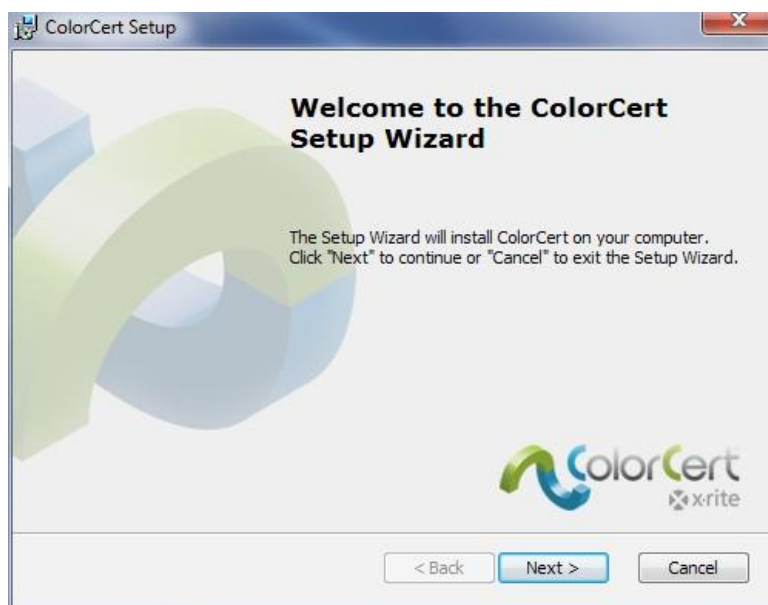 ColorCert Setup
Welcome to the ColorCert
Setup Wizard
The Setup Wizard will install ColorCert on your computer.
Click "Next" to continue or "Cancel" to exit the Setup Wizard.
ColorCert
x·rite
< Back Next > Cancel